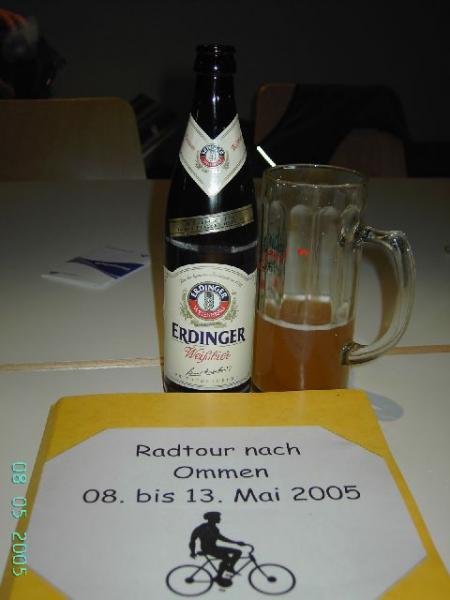 ERDINGER
ERDINGER
Weißbier
Radtour nach
Ommen
08. bis 13. Mai 2005
08 05 2005